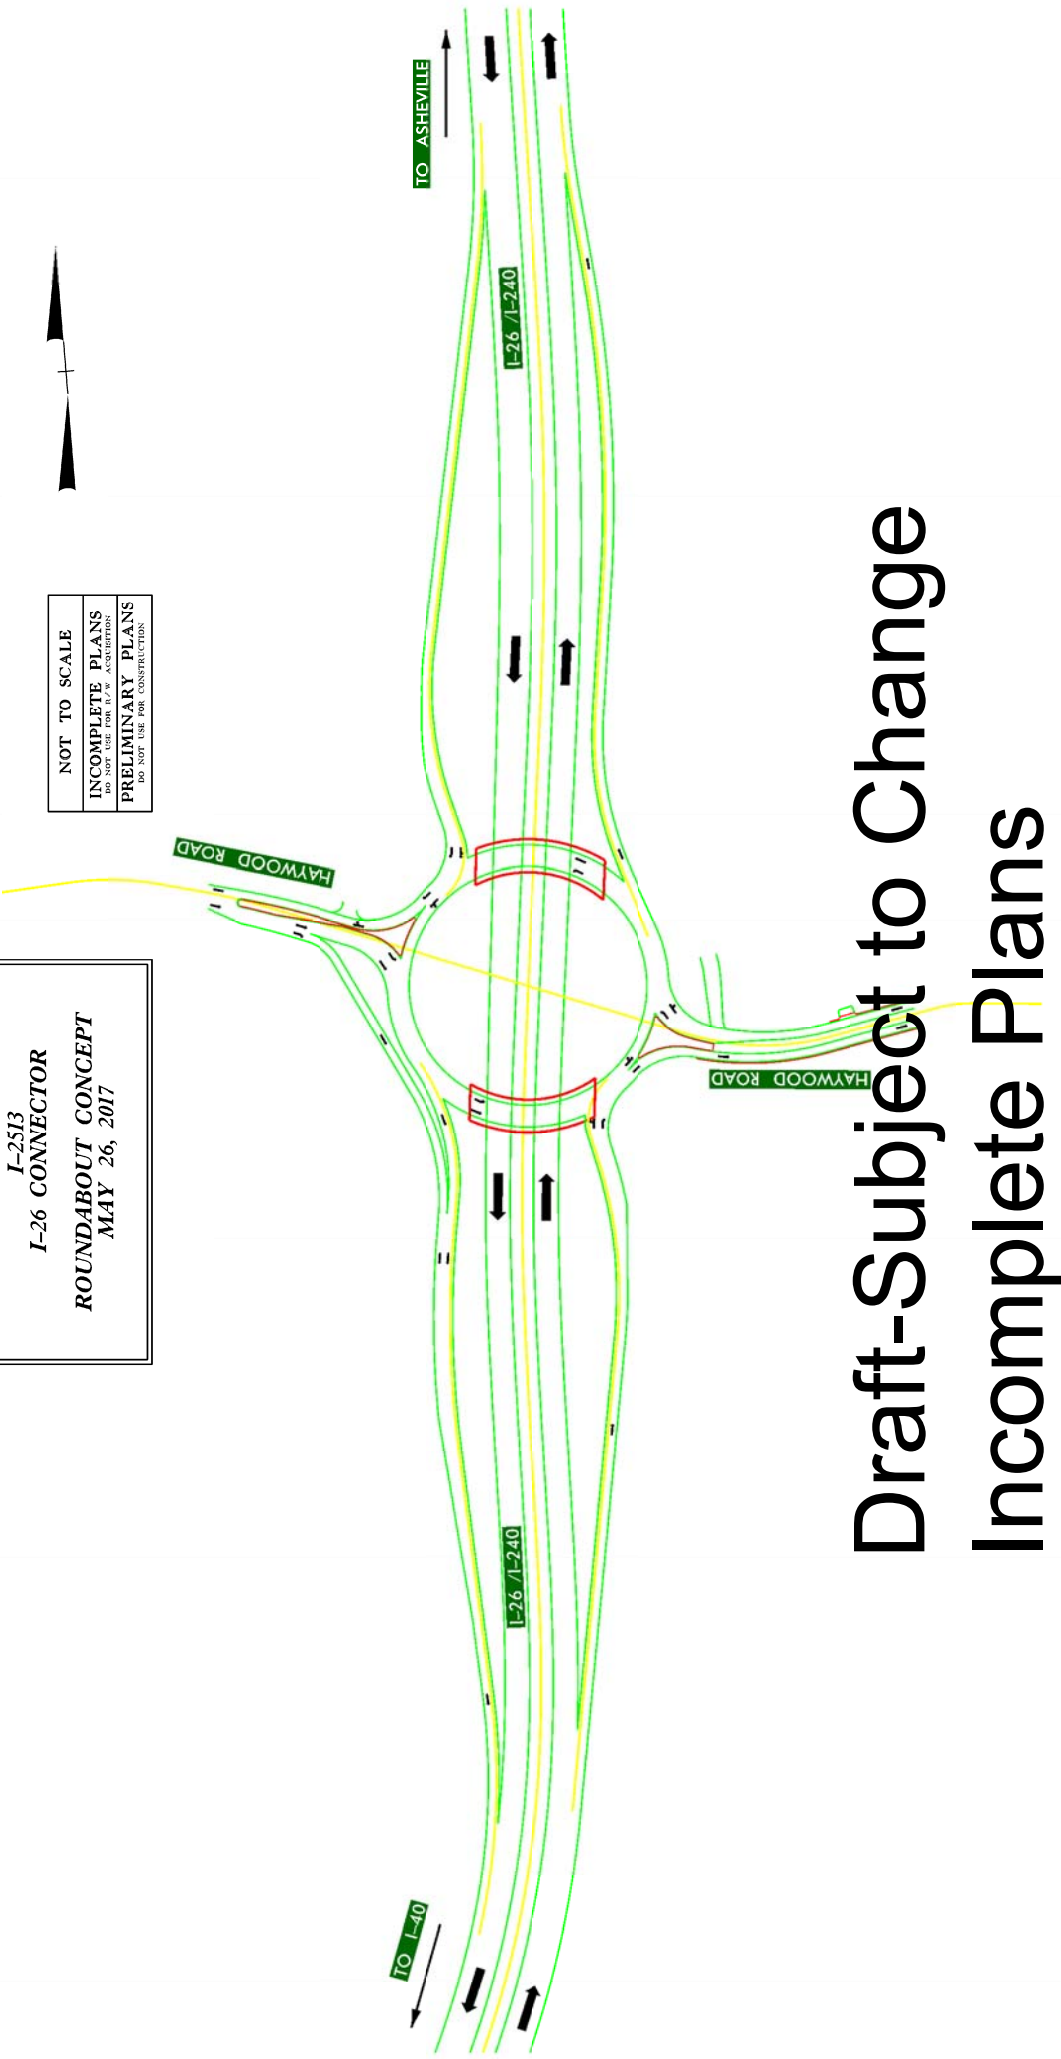 I-2513
I-26 CONNECTOR
ROUNDABOUT CONCEPT
MAY 26, 2017
NOT TO SCALE
INCOMPLETE PLANS
DO NOT USE FOR R/W ACQUISITION
PRELIMINARY PLANS
DO NOT USE FOR CONSTRUCTION
HAYWOOD ROAD
TO I-40
TO ASHEVILLE
I-26 /I-240
I-26 /I-240
HAYWOOD ROAD
Draft-Subject to Change
Incomplete Plans